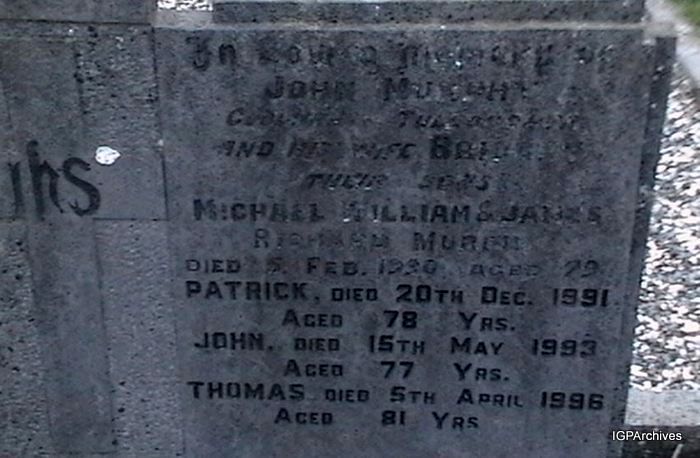 In Loving Memory of
JOHN MURPHY
AND HIS WIFE
THEIR SONS
MICHAEL WILLIAM & JAMES
RICHARD MURPHY
DIED FEB. AGED
PATRICK, DIED 20TH DEC. 1991
AGED 78 YRS.
JOHN, DIED 15TH MAY 1993
AGED 77 YRS.
THOMAS DIED 5TH APRIL 1996
AGED 81 YRS
ihs
IGPArchives